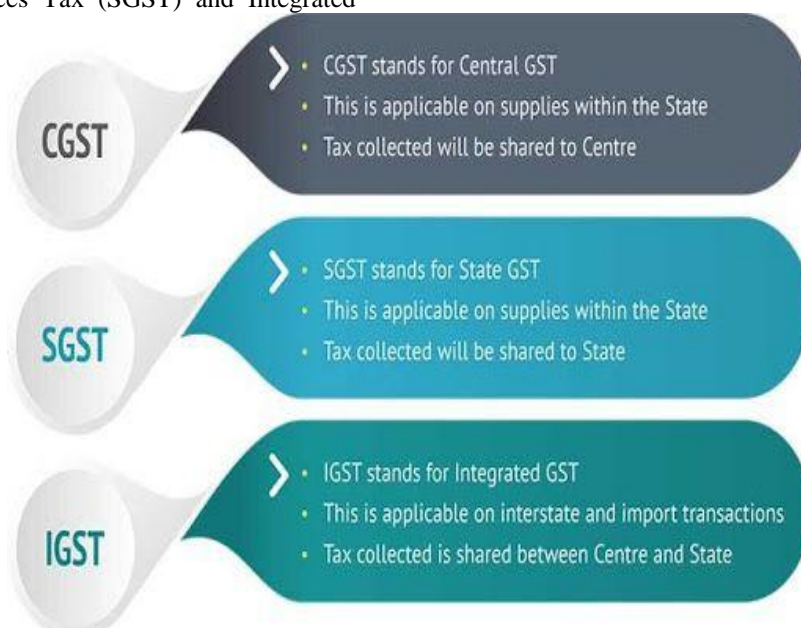 ces Tax (SGST) and Integrated
CGST
• CGST stands for Central GST
• This is applicable on supplies within the State
• Tax collected will be shared to Centre
SGST
• SGST stands for State GST
• This is applicable on supplies within the State
• Tax collected will be shared to State
IGST
• IGST stands for Integrated GST
• This is applicable on interstate and import transactions
• Tax collected is shared between Centre and State